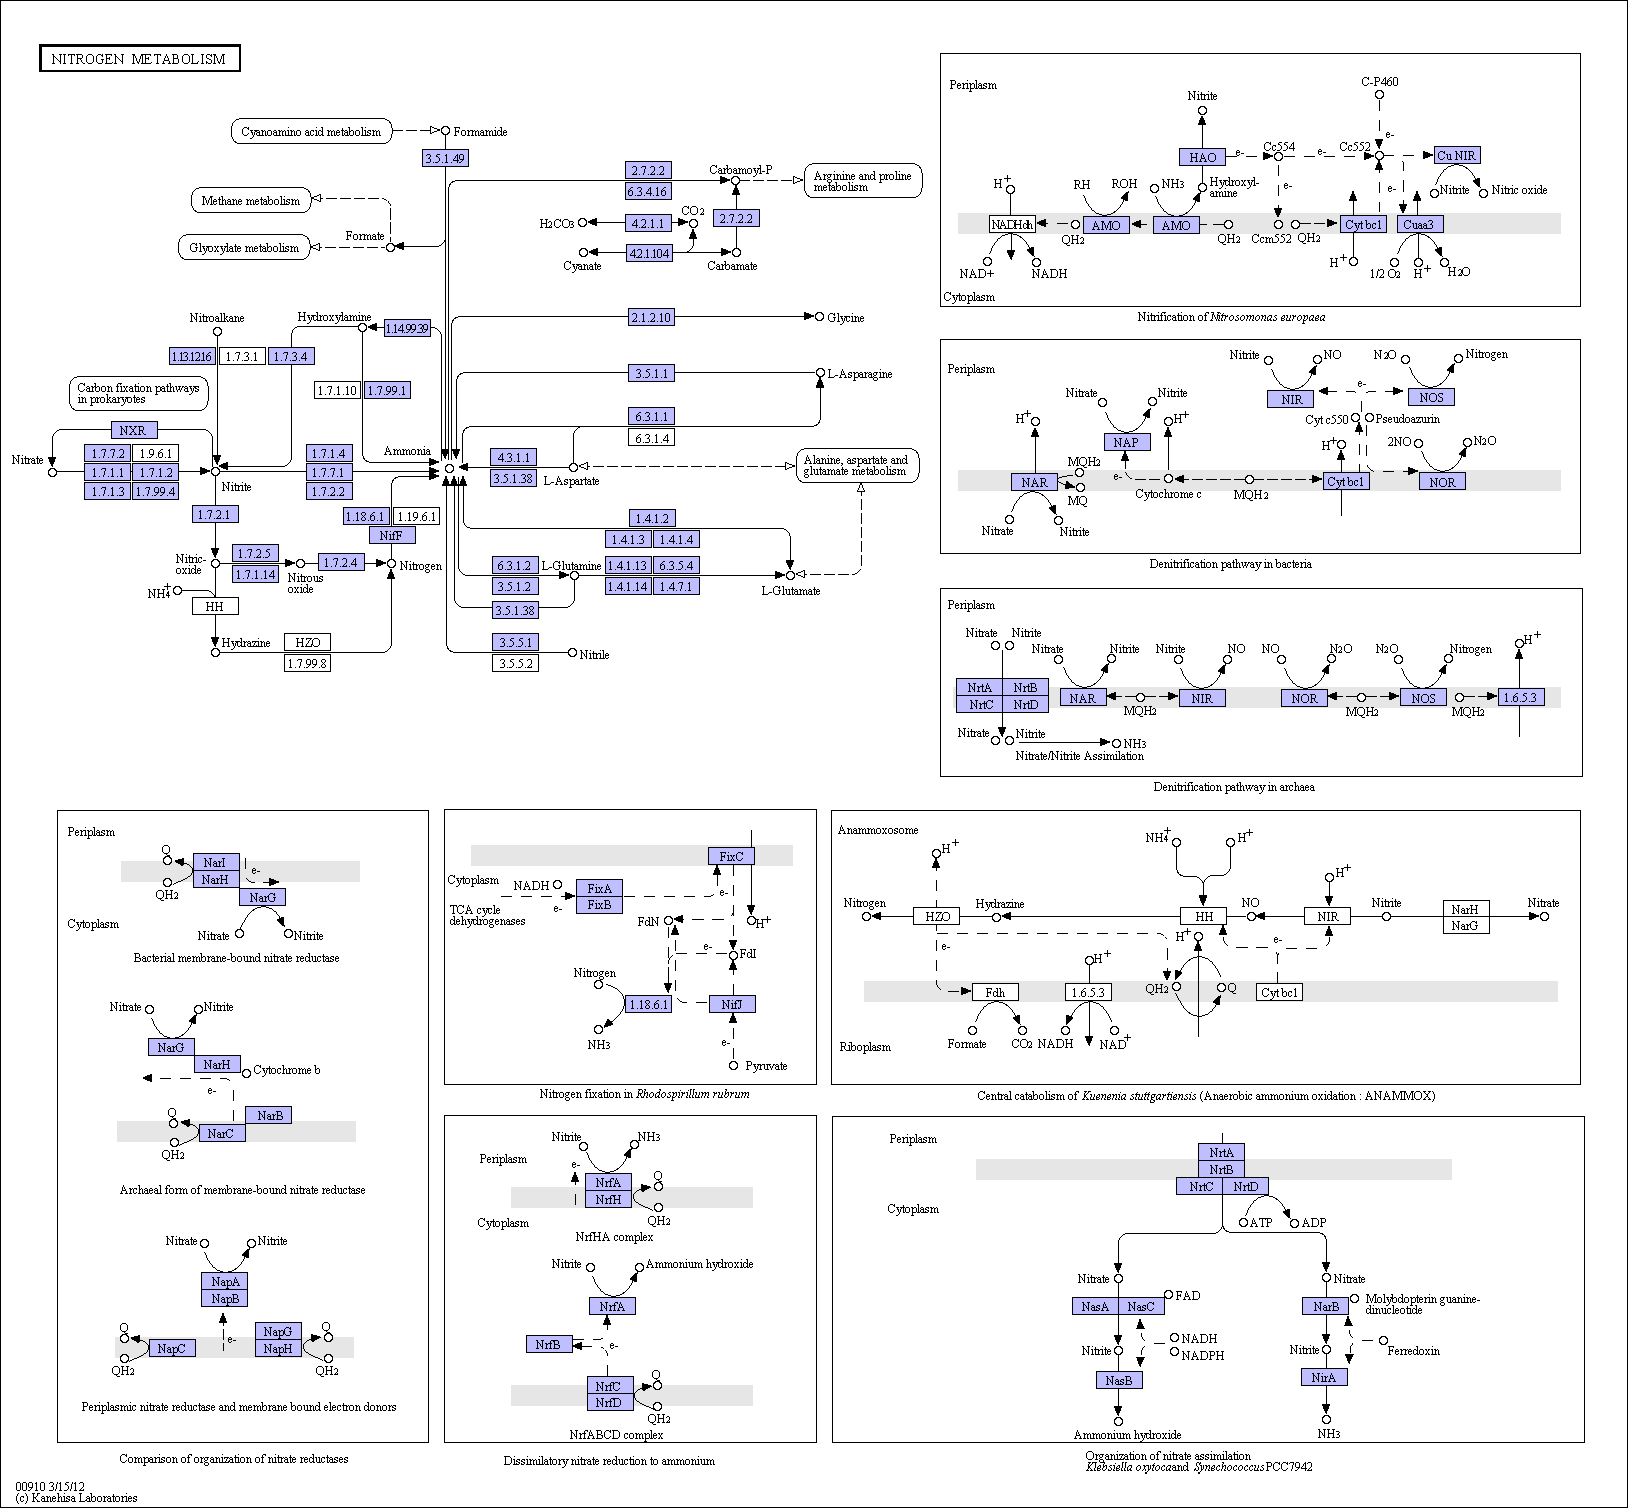 NITROGEN METABOLISM
Cyanoamino acid metabolism
Formamide
3.5.1.49
Methane metabolism
Glyoxylate metabolism
Formate
2.7.2.2
6.3.4.16
Carbamoyl-P
Arginine and proline
metabolism
H2CO3
4.2.1.1
CO2
2.7.2.2
Cyanate
4.2.1.104
Carbamate
Nitroalkane
Hydroxylamine
1.14.99.39
2.1.2.10
Glycine
1.13.12.16
1.7.3.1
1.7.3.4
Carbon fixation pathways
in prokaryotes
1.7.1.10
1.7.99.1
3.5.1.1
L-Asparagine
6.3.1.1
6.3.1.4
NXR
Nitrate
1.7.7.2
1.9.6.1
1.7.1.1
1.7.1.2
1.7.1.3
1.7.99.4
Nitrite
1.7.1.4
1.7.7.1
1.7.2.2
Ammonia
4.3.1.1
3.5.1.38
L-Aspartate
Alanine, aspartate and
glutamate metabolism
1.7.2.1
1.18.6.1
1.19.6.1
NifF
1.4.1.2
1.4.1.3
1.4.1.4
Nitric-
oxide
1.7.2.5
1.7.1.14
Nitrous
oxide
1.7.2.4
Nitrogen
6.3.1.2
3.5.1.2
L-Glutamine
1.4.1.13
6.3.5.4
1.4.1.14
1.4.7.1
L-Glutamate
3.5.1.38
NH4+
HH
Hydrazine
HZO
1.7.99.8
3.5.5.1
3.5.5.2
Nitrile
Periplasm
C-P460
Nitrite
HAO
e-
Cc554
e-
Cc552
e-
Cu NIR
H+
RH
ROH
NH3
Hydroxyl-
amine
e-
e-
Nitrite
Nitric oxide
NADHdh
QH2
AMO
AMO
QH2
Ccm552
QH2
Cyt bc1
Cuaa3
NAD+
NADH
H+
1/2 O2
H+
H2O
Cytoplasm
Nitrification of Nitrosomonas europaea
Periplasm
Nitrite
NO
N2O
Nitrogen
e-
NIR
NOS
Nitrate
Nitrite
H+
H+
Cyt c550
Pseudoazurin
NAP
H+
2NO
N2O
MQH2
MQ
NAR
e-
Cytochrome c
MQH2
Cyt bc1
NOR
Nitrate
Nitrite
Denitrification pathway in bacteria
Periplasm
Nitrate
Nitrite
Nitrate
Nitrite
Nitrite
NO
NO
N2O
N2O
Nitrogen
H+
NrtA
NrtB
NrtC
NrtD
NAR
MQH2
NIR
NOR
MQH2
NOS
MQH2
1.6.5.3
Nitrate
Nitrite
NH3
Nitrate/Nitrite Assimilation
Denitrification pathway in archaea
Periplasm
Q
NarI
NarH
e-
QH2
NarG
Cytoplasm
Nitrate
Nitrite
Bacterial membrane-bound nitrate reductase
Nitrate
Nitrite
NarG
NarH
Cytochrome b
e-
Q
NarB
NarC
QH2
Archaeal form of membrane-bound nitrate reductase
Nitrate
Nitrite
NapA
NapB
Q
e-
NapG
NapH
Q
NapC
QH2
QH2
Periplasmic nitrate reductase and membrane bound electron donors
Comparison of organization of nitrate reductases
FixC
Cytoplasm
NADH
FixA
FixB
e-
e-
TCA cycle
dehydrogenases
FdN
H+
e-
FdI
Nitrogen
1.18.6.1
NifJ
NH3
e-
Pyruvate
Nitrogen fixation in Rhodospirillum rubrum
Nitrite
NH3
Periplasm
e-
NrfA
NrfH
Q
Cytoplasm
QH2
NrfHA complex
Nitrite
Ammonium hydroxide
NrfA
NrfB
e-
NrfC
NrfD
Q
QH2
NrfABCD complex
Dissimilatory nitrate reduction to ammonium
Anammoxosome
H+
NH4+
H+
H+
Nitrogen
HZO
Hydrazine
HH
NO
NIR
Nitrite
NarH
NarG
Nitrate
e-
H+
e-
H+
Fdh
1.6.5.3
QH2
Q
Cyt bc1
Riboplasm
Formate
CO2
NADH
NAD+
Central catabolism of Kuenenia stuttgartiensis (Anaerobic ammonium oxidation : ANAMMOX)
Periplasm
NrtA
NrtB
NrtC
NrtD
Cytoplasm
ATP
ADP
Nitrate
Nitrate
NasA
NasC
FAD
NarB
Molybdopterin guanine-
dinucleotide
NADH
NADPH
Nitrite
Nitrite
Ferredoxin
NasB
NirA
Ammonium hydroxide
NH3
Organization of nitrate assimilation
Klebsiella oxytoca and Synechococcus PCC7942
00910 3/15/12
(c) Kanehisa Laboratories